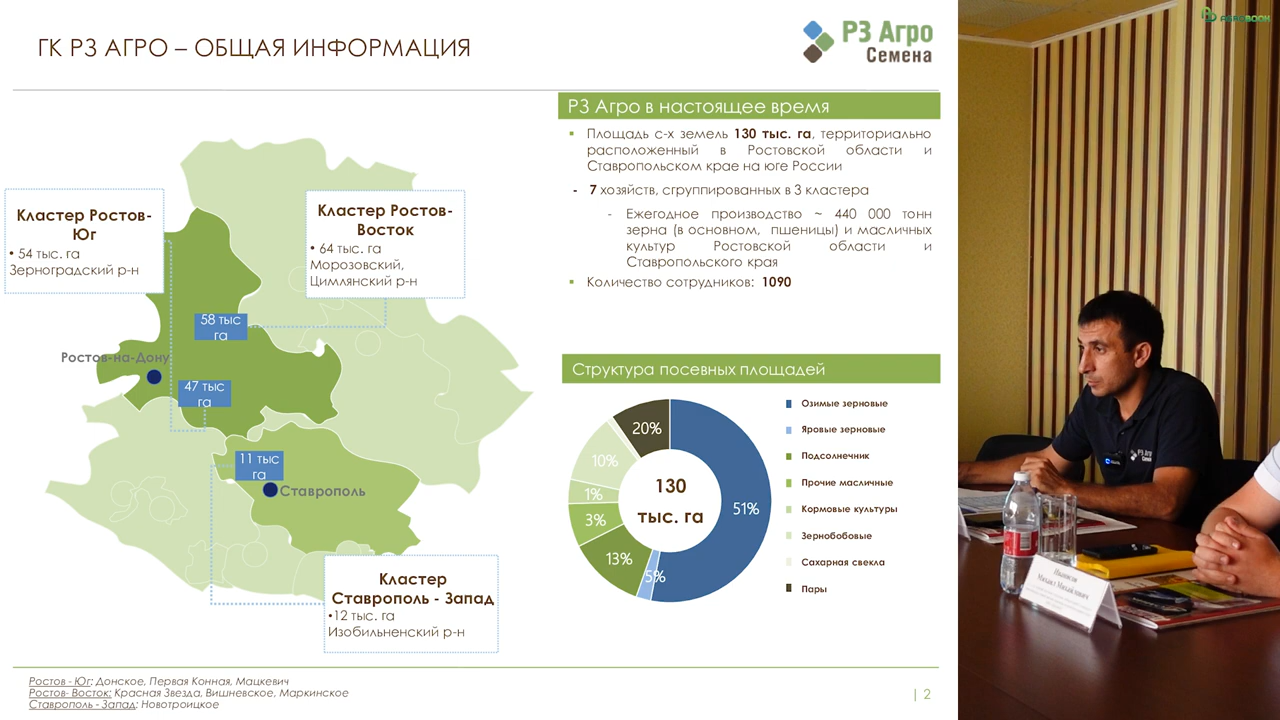 ГК РЗ АГРО – ОБЩАЯ ИНФОРМАЦИЯ
РЗ Агро
Семена
РЗ Агро в настоящее время
▪ Площадь с-х земель 130 тыс. га, территориально
расположенный в Ростовской области и
Ставропольском крае на юге России
- 7 хозяйств, сгруппированных в 3 кластера
- Ежегодное производство ~ 440 000 тонн
зерна (в основном, пшеницы) и масличных
культур Ростовской области и
Ставропольского края
▪ Количество сотрудников: 1090
Кластер Ростов-
Юг
• 54 тыс. га
Зерноградский р-н
Кластер Ростов-
Восток
• 64 тыс. га
Морозовский,
Цимлянский р-н
58 тыс
га
Ростов-на-Дону
47 тыс
га
11 тыс
га
Ставрополь
Кластер
Ставрополь - Запад
•12 тыс. га
Изобильненский р-н
Структура посевных площадей
20%
10%
1%
3%
13%
5%
51%
130
тыс. га
Озимые зерновые
Яровые зерновые
Подсолнечник
Прочие масличные
Кормовые культуры
Зернобобовые
Сахарная свекла
Пары
Ростов - Юг: Донское, Первая Конная, Мацкевич
Ростов- Восток: Красная Звезда, Вишневское, Маркинское
Ставрополь - Запад: Новотроицкое
| 2
AGROBOOK
РЗ Агро
Семена
Михаил Михайлович